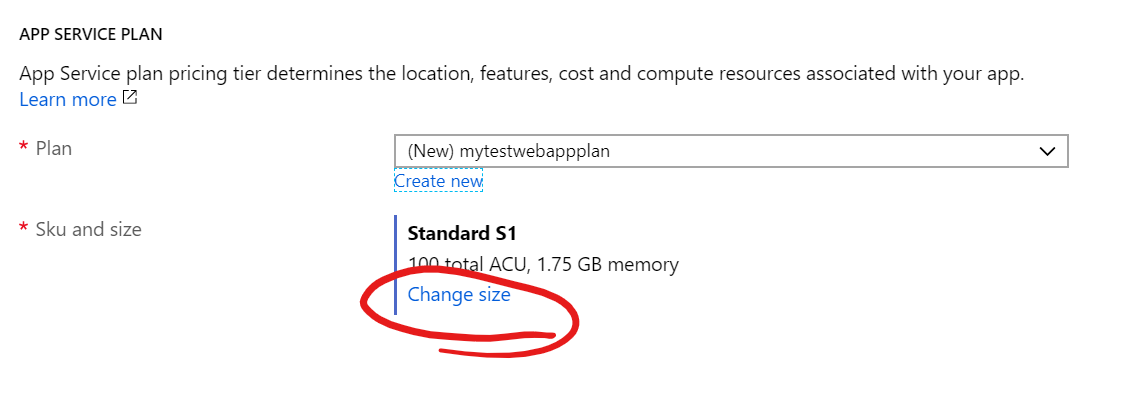 APP SERVICE PLAN
App Service plan pricing tier determines the location, features, cost and compute resources associated with your app.
Learn more
* Plan
(New) mytestwebappplan
Create new
* Sku and size
Standard S1
100 total ACU, 1.75 GB memory
Change size